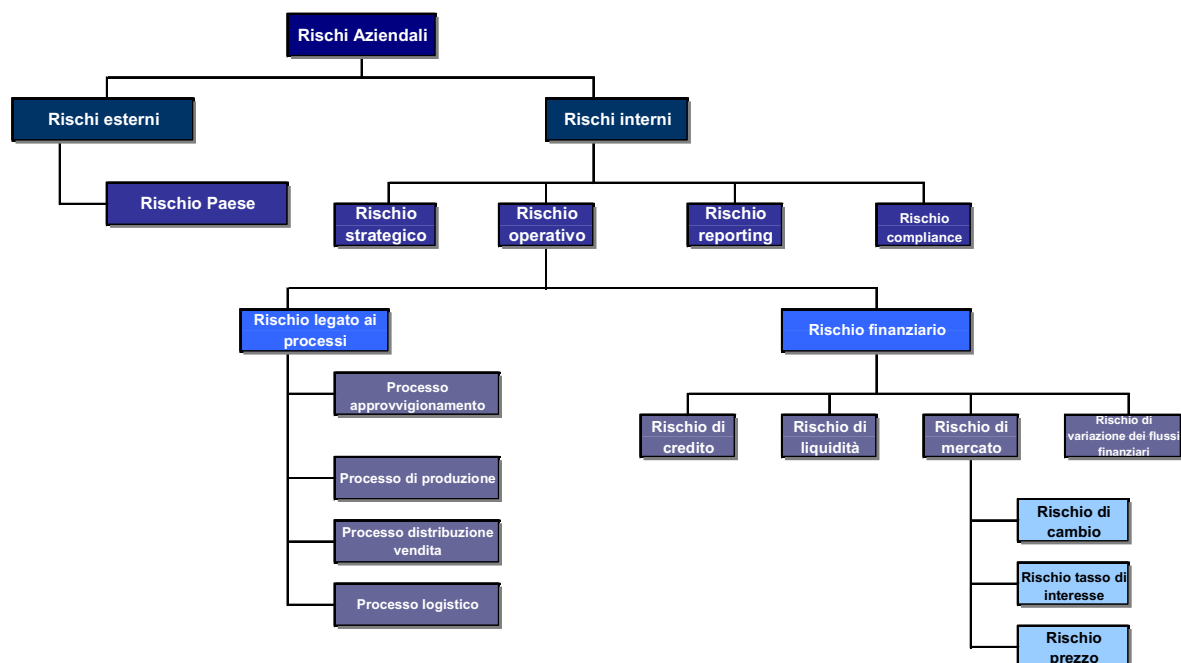 Rischi Aziendali
Rischi esterni
Rischi interni
Rischio Paese
Rischio
strategico
Rischio
operativo
Rischio
reporting
Rischio
compliance
Rischio legato ai
processi
Rischio finanziario
Processo
approvvigionamento
Processo di produzione
Processo distribuzione
vendita
Processo logistico
Rischio di
credito
Rischio di
liquidità
Rischio di
mercato
Rischio di
variazione dei flussi
finanziari
Rischio di
cambio
Rischio tasso di
interesse
Rischio
prezzo